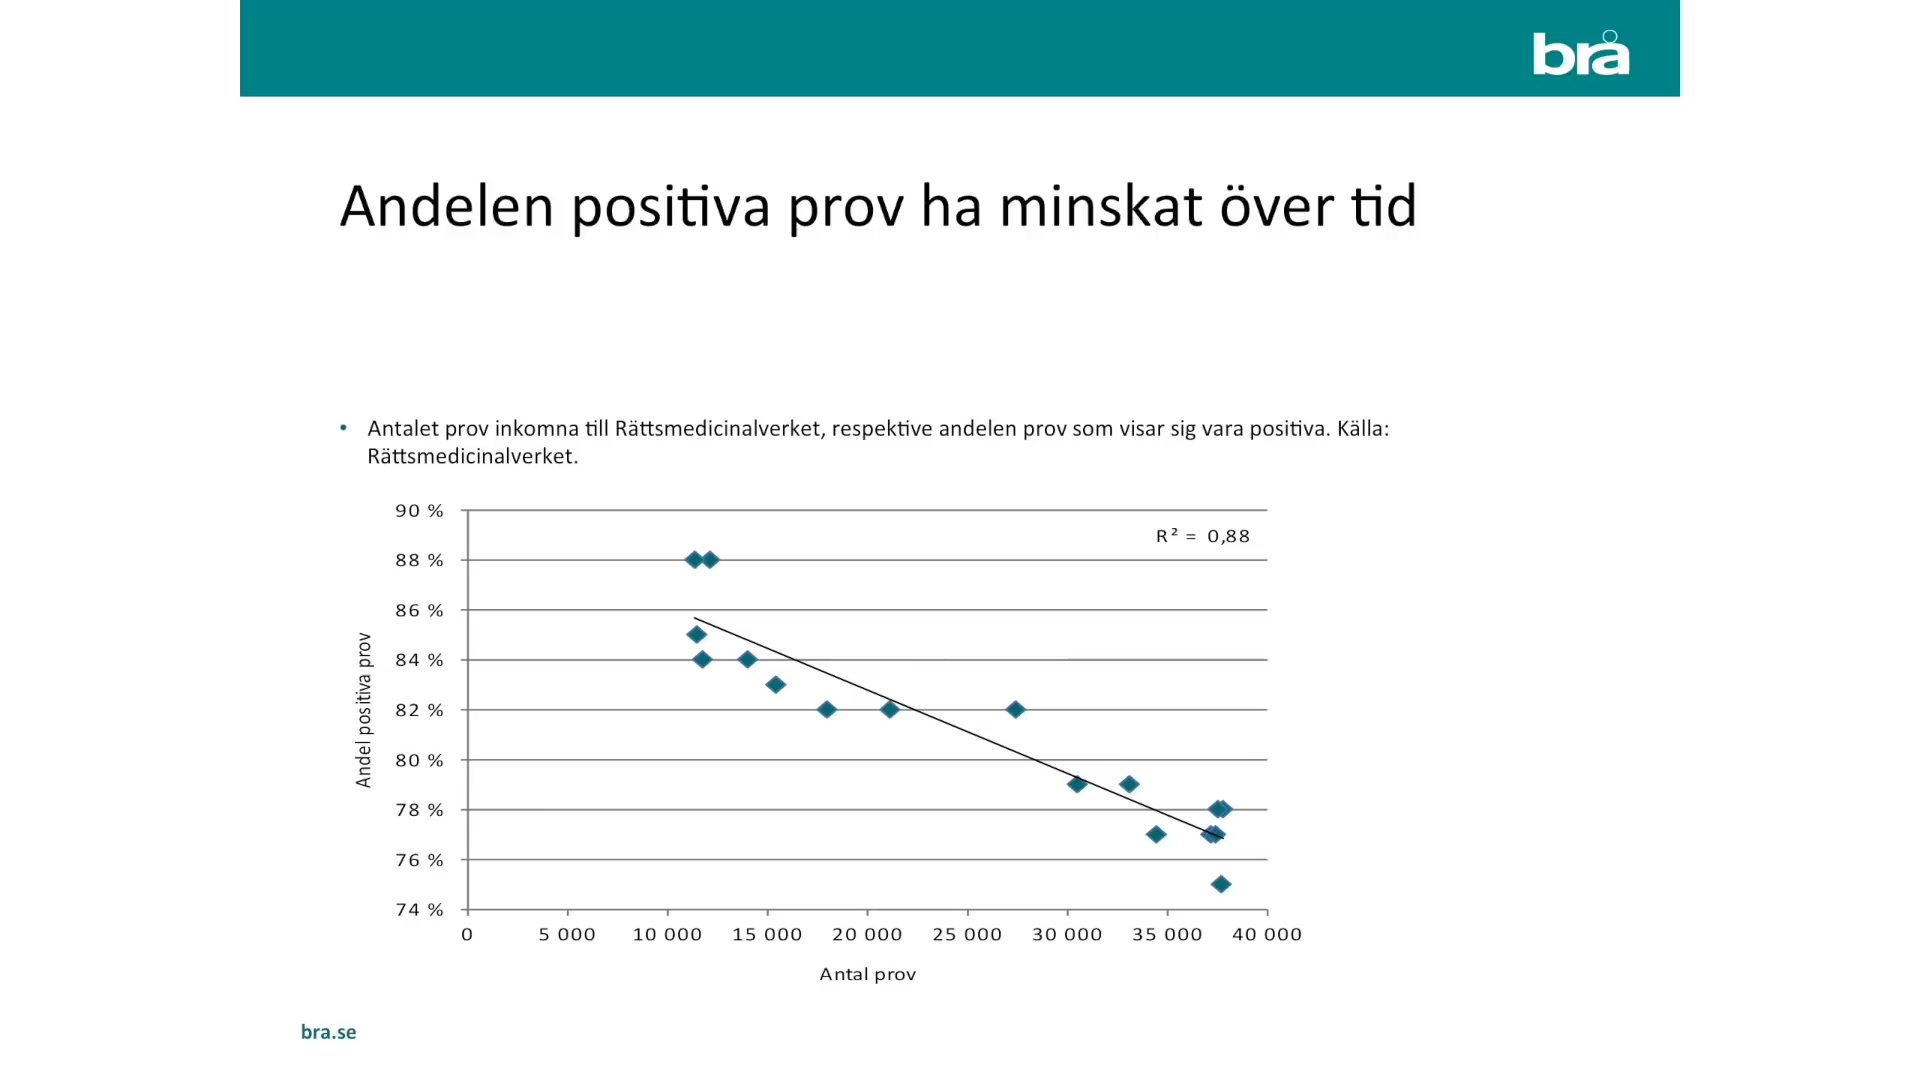 brå
Andelen positiva prov ha minskat över tid
• Antalet prov inkomna till Rättsmedicinalverket, respektive andelen prov som visar sig vara positiva. Källa:
Rättsmedicinalverket.
90 %
R² = 0,88
88 %
86 %
84 %
82 %
80 %
78 %
76 %
74 %
Andel positiva prov
0 5 000 10 000 15 000 20 000 25 000 30 000 35 000 40 000
Antal prov
bra.se